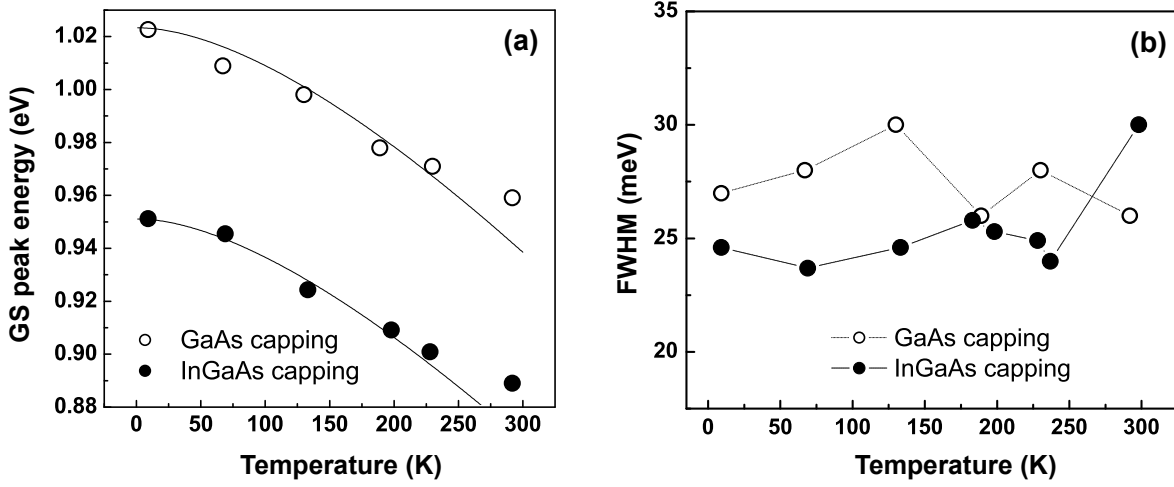 (a)
GS peak energy (eV)
1.02
1.00
0.98
0.96
0.94
0.92
0.90
0.88
GaAs capping
InGaAs capping
0 50 100 150 200 250 300
Temperature (K)
(b)
FWHM (meV)
35
30
25
20
GaAs capping
InGaAs capping
0 50 100 150 200 250 300
Temperature (K)